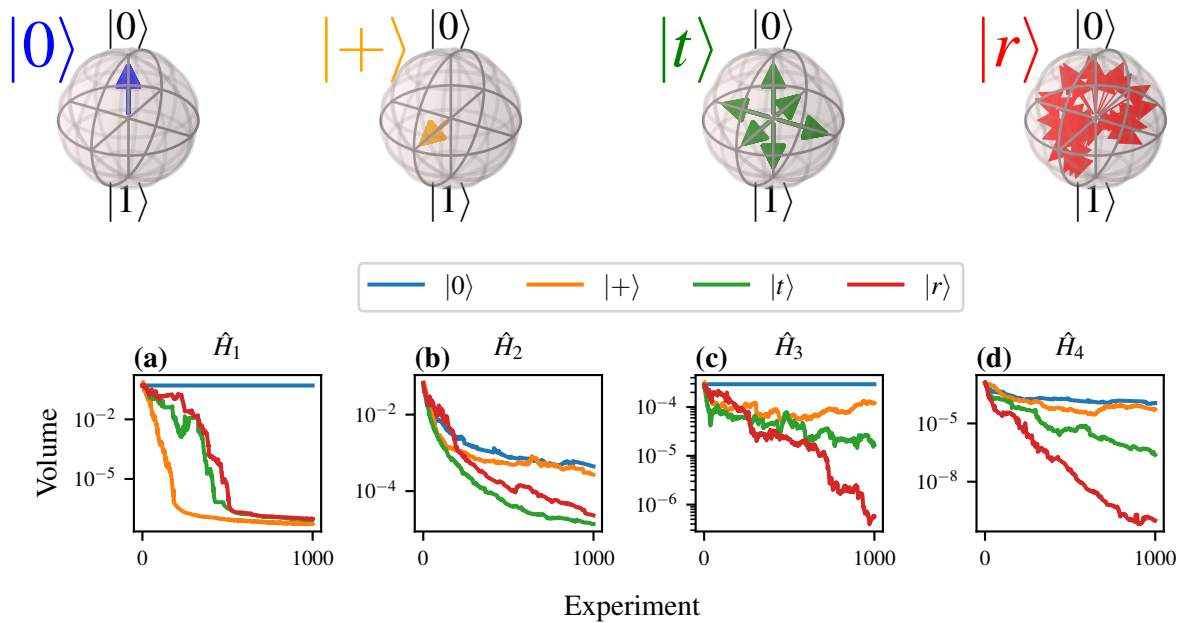 |0⟩ |0⟩ |+⟩ |0⟩ |t⟩ |0⟩ |r⟩ |0⟩
|1⟩ |1⟩ |1⟩ |1⟩
|0⟩ |+⟩ |t⟩ |r⟩
(a) Ĥ₁ (b) Ĥ₂ (c) Ĥ₃ (d) Ĥ₄
Volume
10⁻² 10⁻⁵
0 1000
10⁻² 10⁻⁴
0 1000
10⁻⁴ 10⁻⁵ 10⁻⁶
0 1000
10⁻⁵ 10⁻⁸
0 1000
Experiment